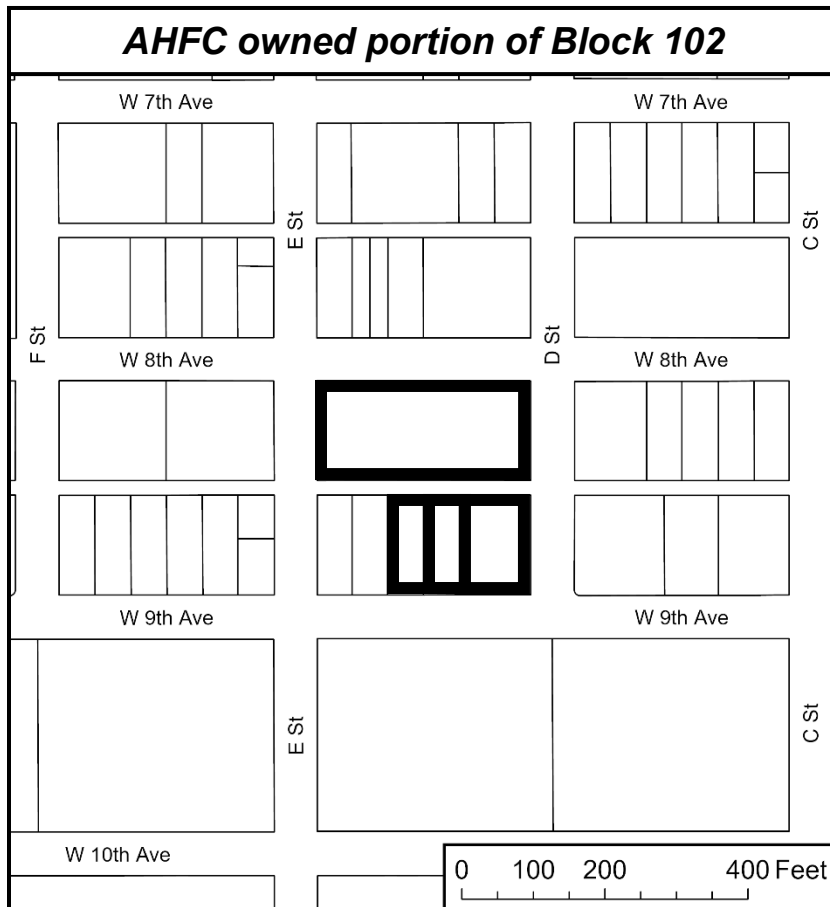 AHFC owned portion of Block 102
W 7th Ave
W 7th Ave
E St
C St
F St
D St
W 8th Ave
W 8th Ave
W 9th Ave
W 9th Ave
E St
C St
W 10th Ave
0 100 200 400 Feet